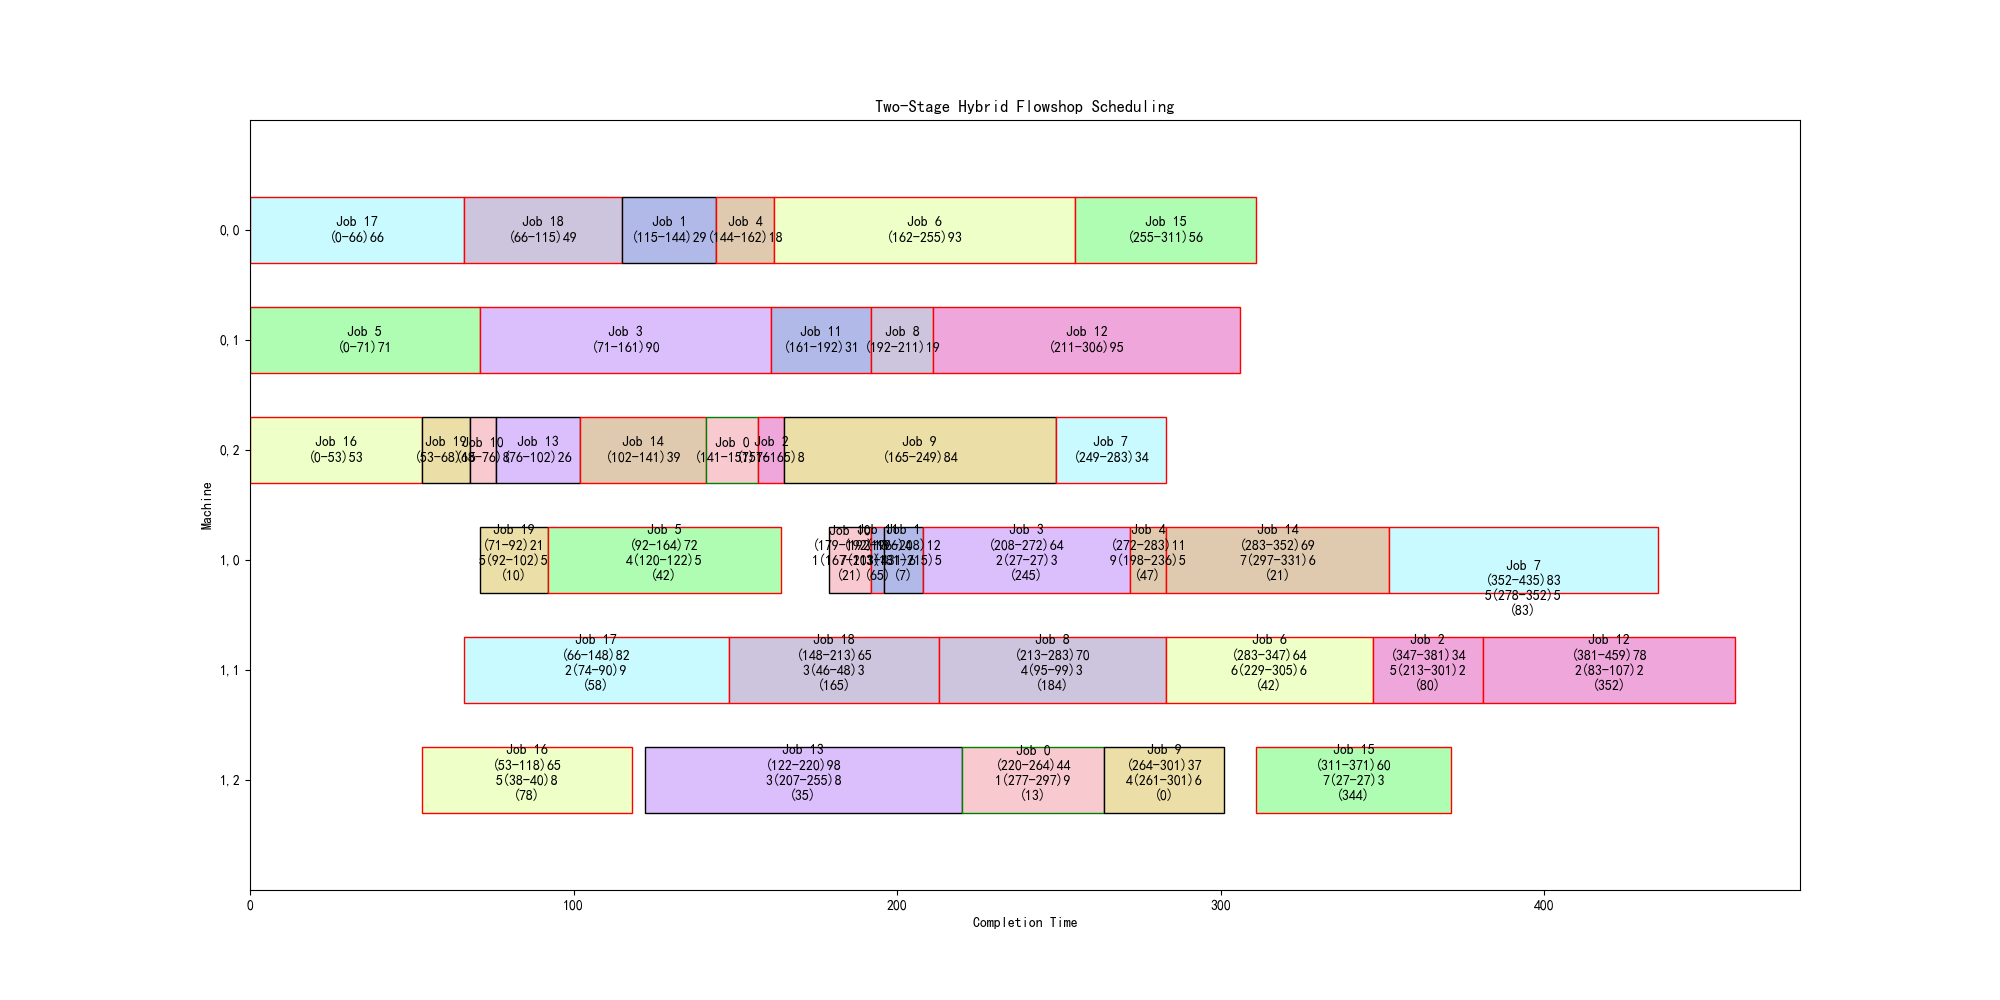 Two-Stage Hybrid Flowshop Scheduling
Machine
0,0
Job 17
(0-66)66
Job 18
(66-115)49
Job 1
(115-144)29
Job 4
(144-162)18
Job 6
(162-255)93
Job 15
(255-311)56
0,1
Job 5
(0-71)71
Job 3
(71-161)90
Job 11
(161-192)31
Job 8
(192-211)19
Job 12
(211-306)95
0,2
Job 16
(0-53)53
Job 19
(53-68)15
Job 10
(68-76)8
Job 13
(76-102)26
Job 14
(102-141)39
Job 0
(141-157)16
Job 2
(157-165)8
Job 9
(165-249)84
Job 7
(249-283)34
1,0
Job 19
(71-92)21
5(92-102)5
(10)
Job 5
(92-164)72
4(120-122)5
(42)
Job 10
(179-192)13
(21)
Job 11
(65)
Job 1
(196-208)12
(7)
Job 3
(208-272)64
2(27-27)3
(245)
Job 4
(272-283)11
9(198-236)5
(47)
Job 14
(283-352)69
7(297-331)6
(21)
Job 7
(352-435)83
5(278-352)5
(83)
1,1
Job 17
(66-148)82
2(74-90)9
(58)
Job 18
(148-213)65
3(46-48)3
(165)
Job 8
(213-283)70
4(95-99)3
(184)
Job 6
(283-347)64
6(229-305)6
(42)
Job 2
(347-381)34
5(213-301)2
(80)
Job 12
(381-459)78
2(83-107)2
(352)
1,2
Job 16
(53-118)65
5(38-40)8
(78)
Job 13
(122-220)98
3(207-255)8
(35)
Job 0
(220-264)44
1(277-297)9
(13)
Job 9
(264-301)37
4(261-301)6
(0)
Job 15
(311-371)60
7(27-27)3
(344)
0
100
200
300
400
Completion Time